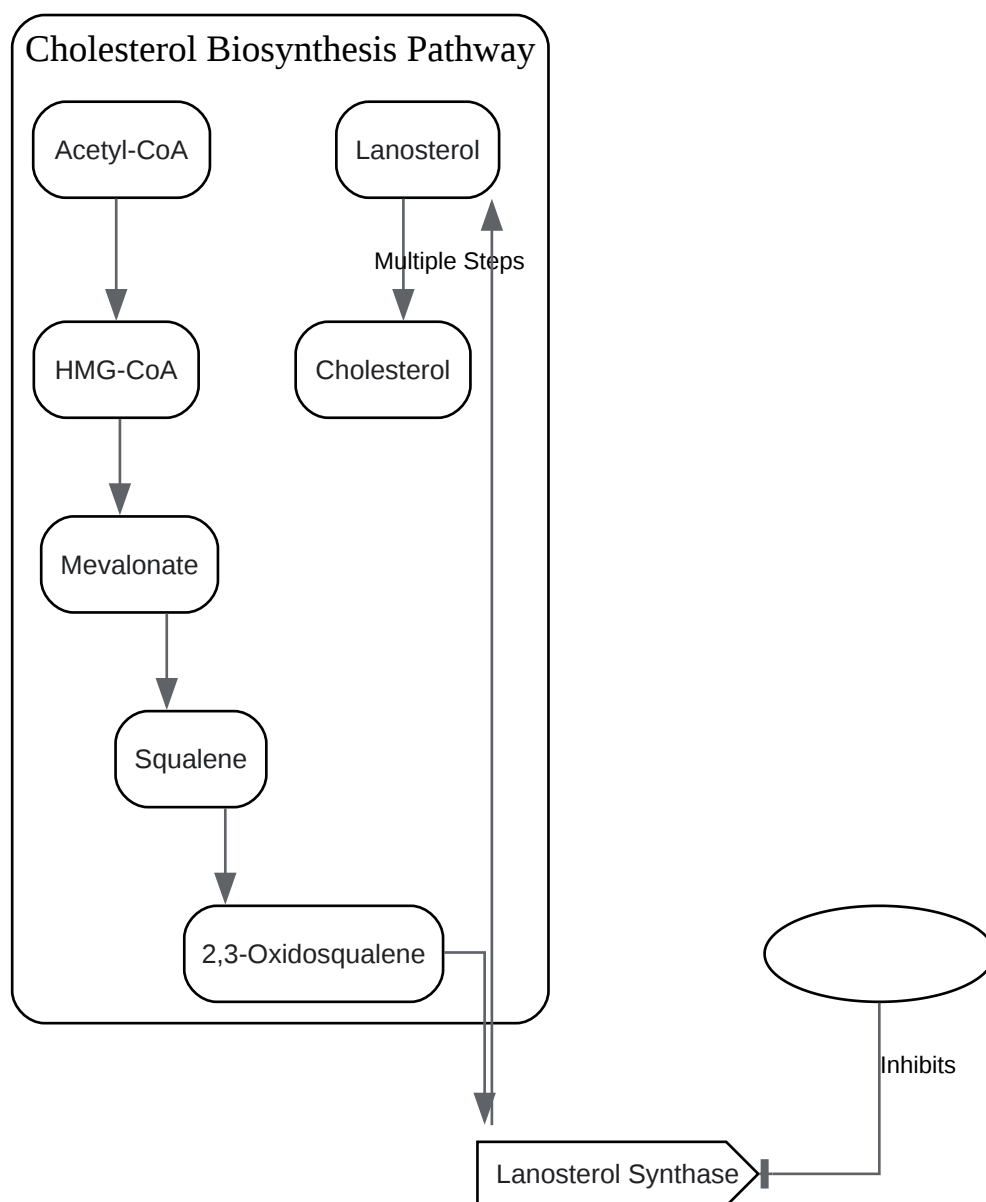 Cholesterol Biosynthesis Pathway
Acetyl-CoA
Lanosterol
Multiple Steps
HMG-CoA
Cholesterol
Mevalonate
Squalene
2,3-Oxidosqualene
Inhibits
Lanosterol Synthase